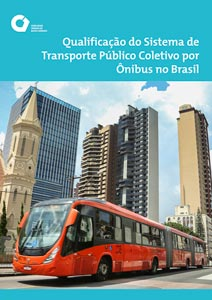 Qualificação do Sistema de
Transporte Público Coletivo por
Ônibus no Brasil